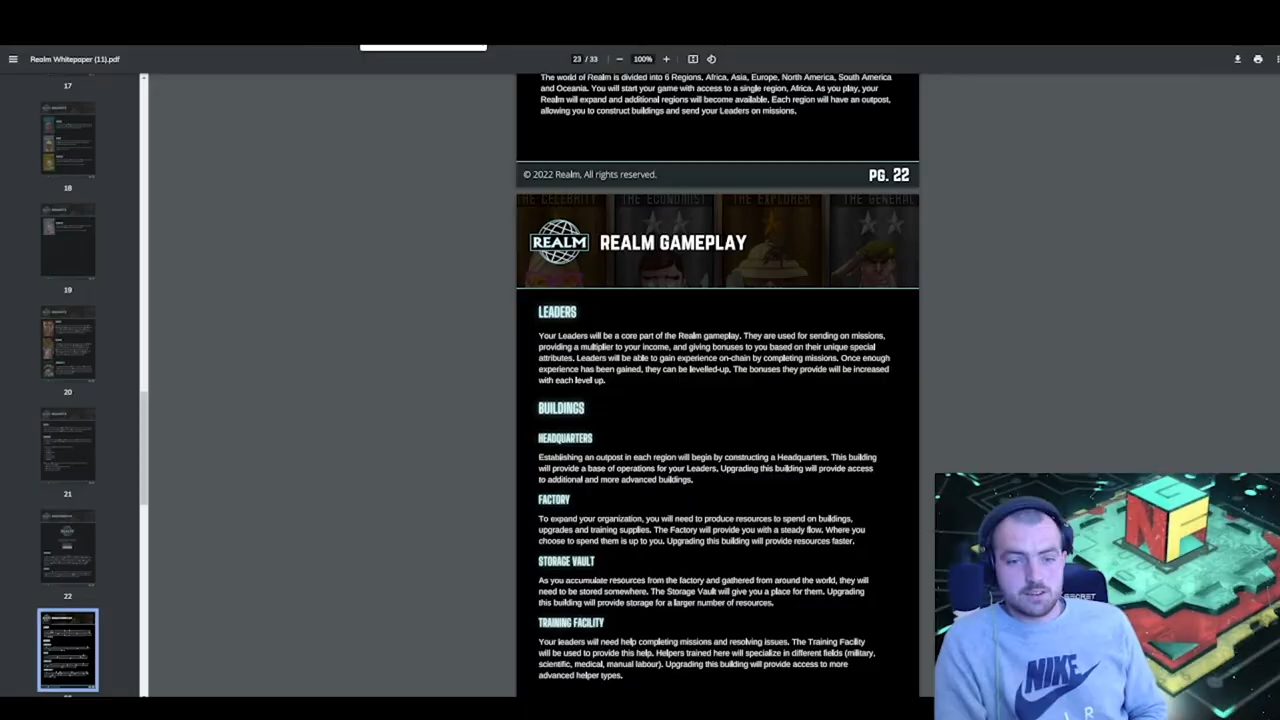 Realm Whitepaper (11).pdf
23 / 33
100%
17
18
19
20
21
22
The world of Realm is divided into 6 Regions, Africa, Asia, Europe, North America, South America
and Oceania. You will start your game with access to a single region, Africa. As you play, your
Realm will expand and additional regions will become available. Each region will have an outpost,
allowing you to construct buildings and send your Leaders on missions.
© 2022 Realm, All rights reserved.
PG. 22
THE CELEBRITY
THE ECONOMIST
THE EXPLORER
THE GENERAL
REALM
REALM GAMEPLAY
LEADERS
Your Leaders will be a core part of the Realm gameplay. They are used for sending on missions,
providing a multiplier to your income, and giving bonuses to you based on their unique special
attributes. Leaders will be able to gain experience on-chain by completing missions. Once enough
experience has been gained, they can be levelled-up. The bonuses they provide will be increased
with each level up.
BUILDINGS
HEADQUARTERS
Establishing an outpost in each region will begin by constructing a Headquarters. This building
will provide a base of operations for your Leaders. Upgrading this building will provide access
to additional and more advanced buildings.
FACTORY
To expand your organization, you will need to produce resources to spend on buildings,
upgrades and training supplies. The Factory will provide you with a steady flow. Where you
choose to spend them is up to you. Upgrading this building will provide resources faster.
STORAGE VAULT
As you accumulate resources from the factory and gathered from around the world, they will
need to be stored somewhere. The Storage Vault will give you a place for them. Upgrading
this building will provide storage for a larger number of resources.
TRAINING FACILITY
Your leaders will need help completing missions and resolving issues. The Training Facility
will be used to provide this help. Helpers trained here will specialize in different fields (military,
scientific, medical, manual labour). Upgrading this building will provide access to more
advanced helper types.
SECRET
NIKE